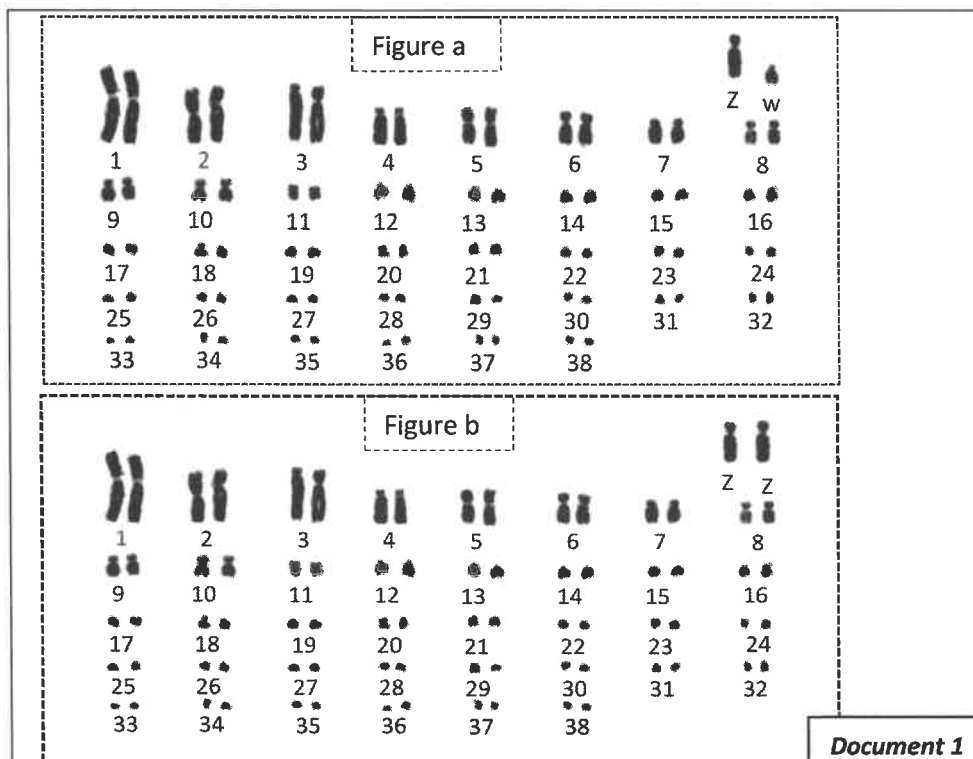 Figure a
Z W
1 2 3 4 5 6 7 8
9 10 11 12 13 14 15 16
17 18 19 20 21 22 23 24
25 26 27 28 29 30 31 32
33 34 35 36 37 38
Figure b
Z Z
1 2 3 4 5 6 7 8
9 10 11 12 13 14 15 16
17 18 19 20 21 22 23 24
25 26 27 28 29 30 31 32
33 34 35 36 37 38
Document 1